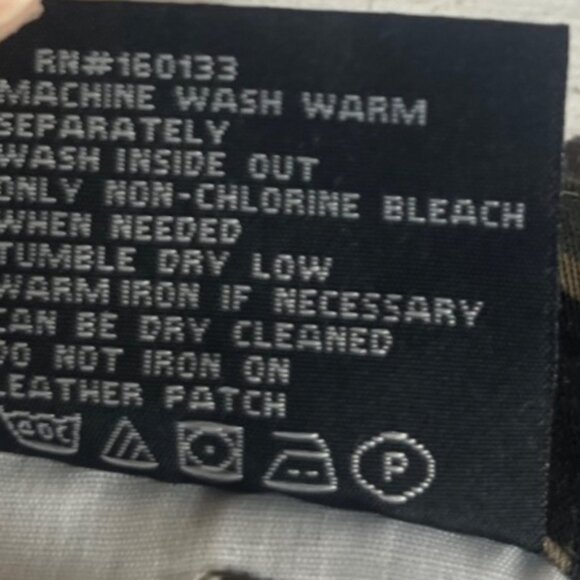 RN#160133
MACHINE WASH WARM
SEPARATELY
WASH INSIDE OUT
ONLY NON-CHLORINE BLEACH
WHEN NEEDED
TUMBLE DRY LOW
WARM IRON IF NECESSARY
CAN BE DRY CLEANED
DO NOT IRON ON
LEATHER PATCH
40C
P